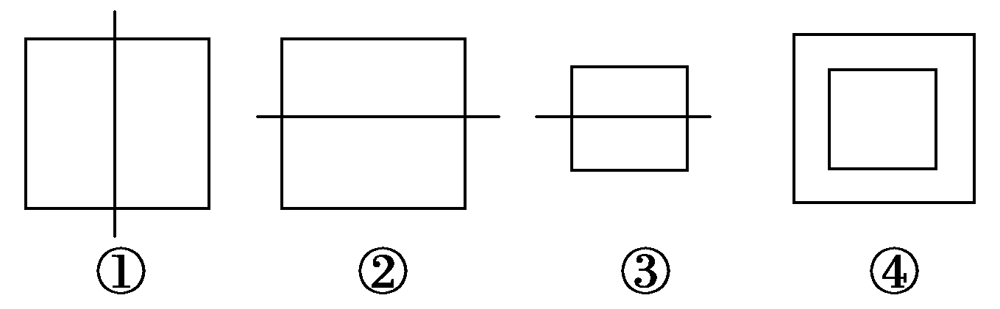 ① ② ③ ④